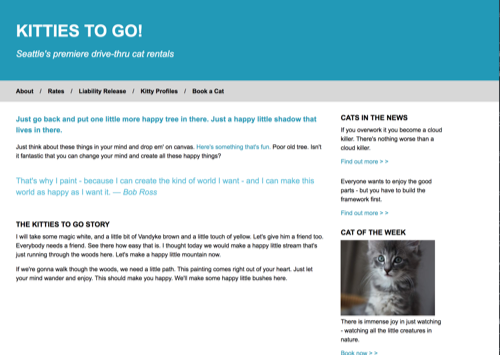 KITTIES TO GO!
Seattle's premiere drive-thru cat rentals
About / Rates / Liability Release / Kitty Profiles / Book a Cat
Just go back and put one little more happy tree in there. Just a happy little shadow that
lives in there.
Just think about these things in your mind and drop em' on canvas. Here's something that's fun. Poor old tree. Isn't
it fantastic that you can change your mind and create all these happy things?
That's why I paint - because I can create the kind of world I want - and I can make this
world as happy as I want it. — Bob Ross
THE KITTIES TO GO STORY
I will take some magic white, and a little bit of Vandyke brown and a little touch of yellow. Let's give him a friend too.
Everybody needs a friend. See there how easy that is. I thought today we would make a happy little stream that's
just running through the woods here. Let's make a happy little mountain now.
If we're gonna walk though the woods, we need a little path. This painting comes right out of your heart. Just let
your mind wander and enjoy. This should make you happy. We'll make some happy little bushes here.
CATS IN THE NEWS
If you overwork it you become a cloud
killer. There's nothing worse than a
cloud killer.
Find out more > >
Everyone wants to enjoy the good
parts - but you have to build the
framework first.
Find out more > >
CAT OF THE WEEK
There is immense joy in just watching
- watching all the little creatures in
nature.
Book now > >